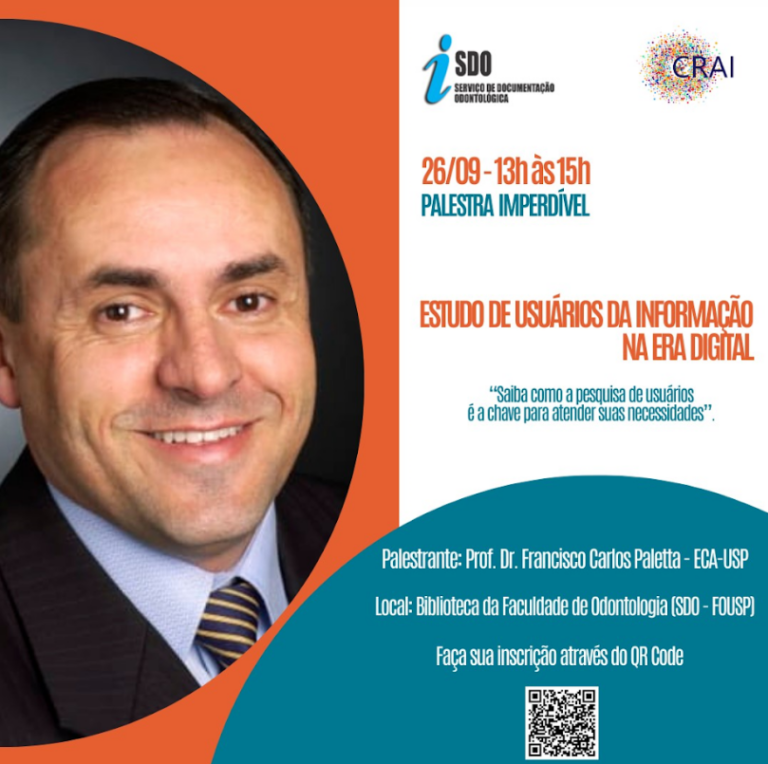 iSDO
SERVIÇO DE DOCUMENTAÇÃO
ODONTOLÓGICA
CRAI
26/09 - 13h às 15h
PALESTRA IMPERDÍVEL
ESTUDO DE USUÁRIOS DA INFORMAÇÃO
NA ERA DIGITAL
“Saiba como a pesquisa de usuários
é a chave para atender suas necessidades”.
Palestrante: Prof. Dr. Francisco Carlos Paletta - ECA-USP
Local: Biblioteca da Faculdade de Odontologia (SDO - FOUSP)
Faça sua inscrição através do QR Code